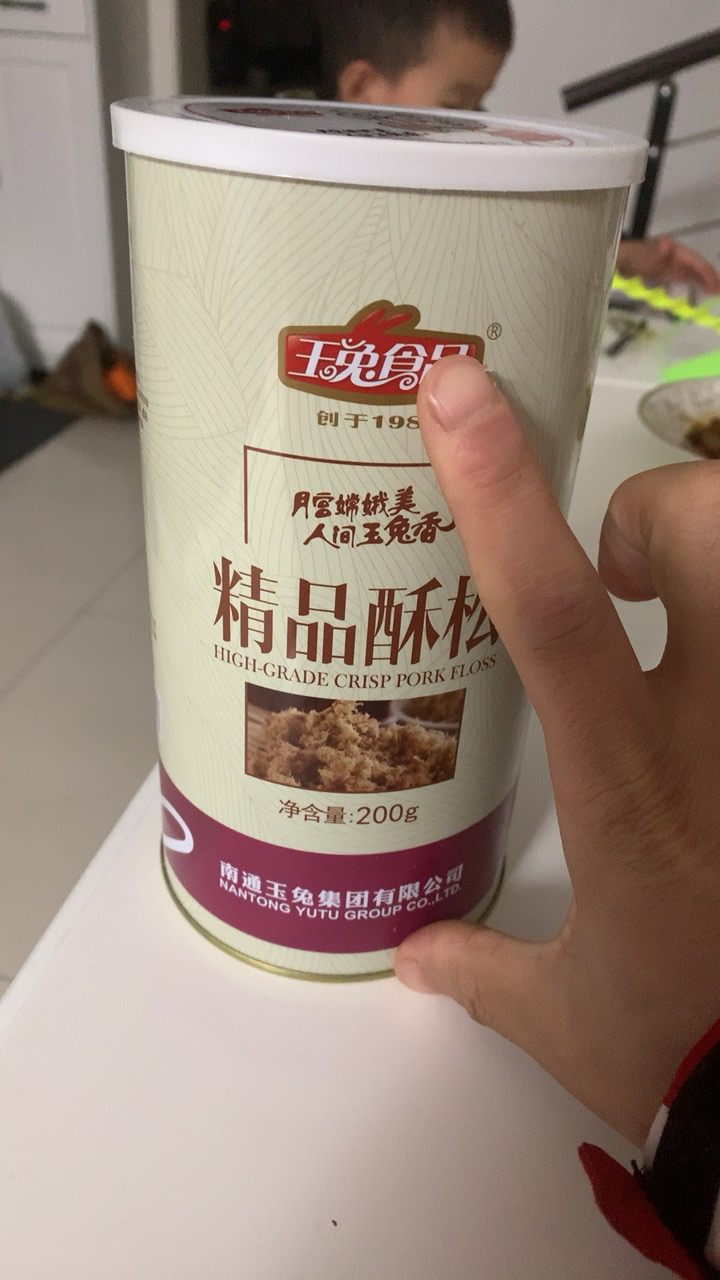 玉兔食品
®
创于198
月宫嫦娥美
人间玉兔香
精品酥松
HIGH-GRADE CRISP PORK FLOSS
净含量:200g
南通玉兔集团有限公司
NANTONG YUTU GROUP CO.,LTD.